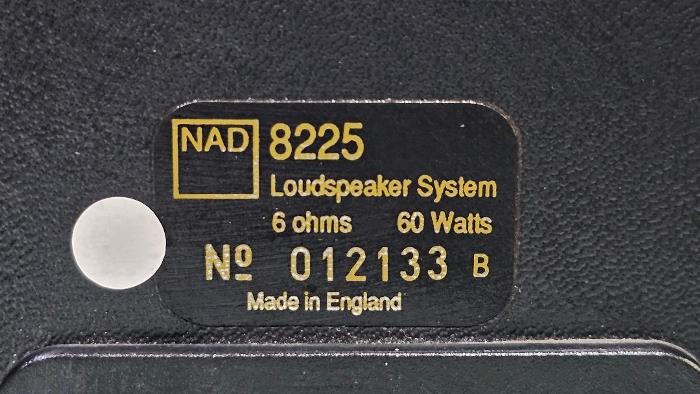 NAD 8225
Loudspeaker System
6 ohms 60 Watts
Nº 012133 B
Made in England